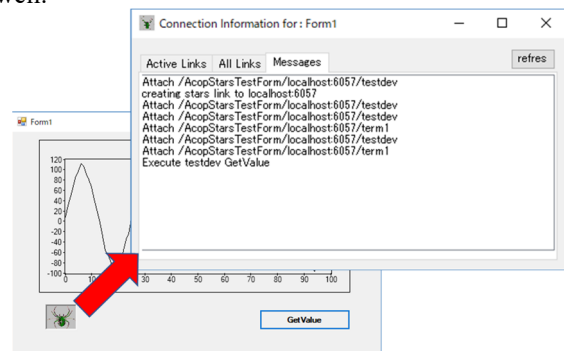 well.
Connection Information for : Form1
Active Links All Links Messages
refres
Attach /AcopStarsTestForm/localhost:6057/testdev
creating stars link to localhost:6057
Attach /AcopStarsTestForm/localhost:6057/testdev
Attach /AcopStarsTestForm/localhost:6057/testdev
Attach /AcopStarsTestForm/localhost:6057/term1
Attach /AcopStarsTestForm/localhost:6057/testdev
Attach /AcopStarsTestForm/localhost:6057/term1
Execute testdev GetValue
Form1
120
100
80
60
40
20
0
-20
-40
-60
-80
-100
0 10 30 40 50 60 70 80 90 100
GetValue